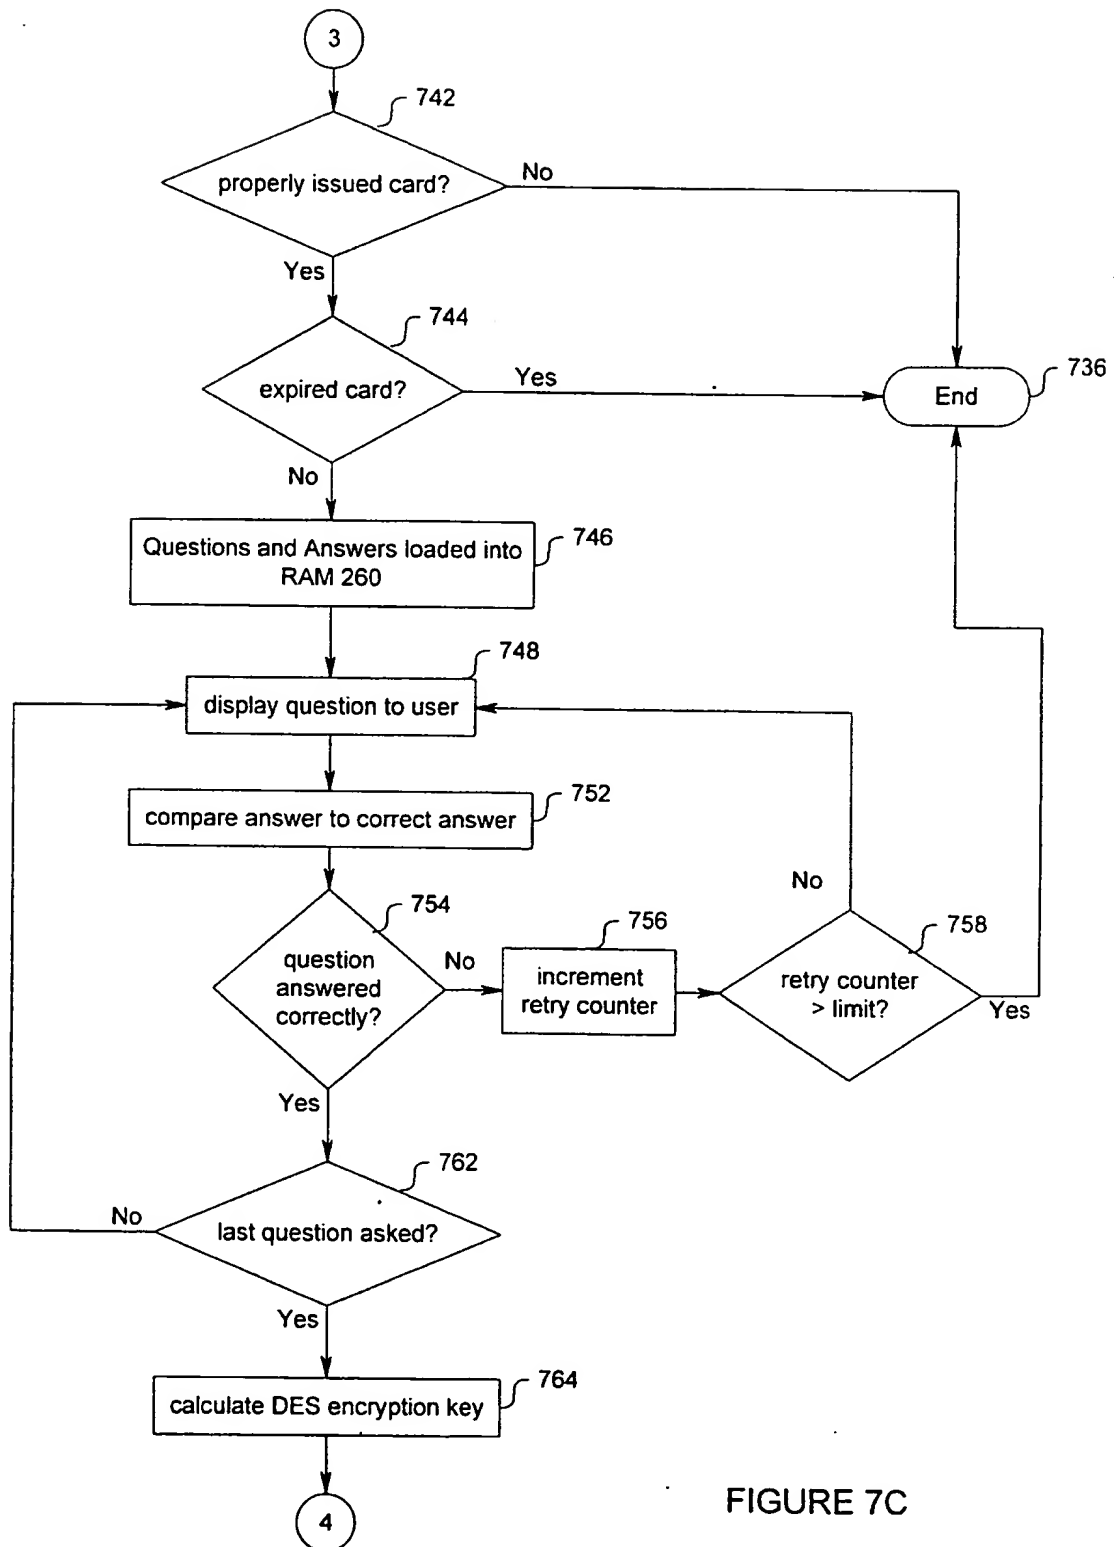 3
742
properly issued card?
No
Yes
744
expired card?
Yes
736
End
No
Questions and Answers loaded into
RAM 260
746
748
display question to user
752
compare answer to correct answer
No
754
756
758
question
answered
correctly?
No
increment
retry counter
retry counter
> limit?
Yes
Yes
762
No
last question asked?
Yes
764
calculate DES encryption key
4
FIGURE 7C